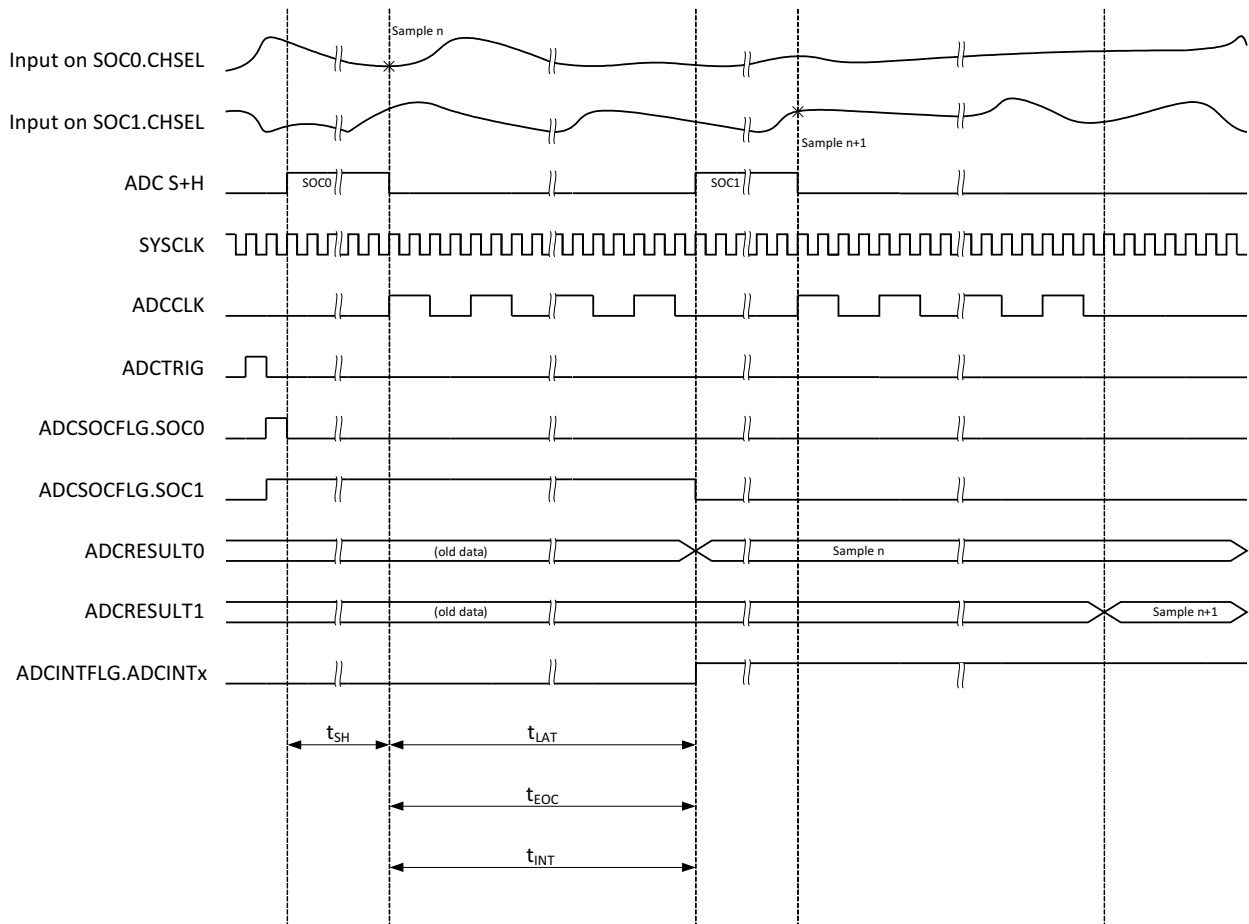 Sample n
Input on SOC0.CHSEL
Input on SOC1.CHSEL
Sample n+1
ADC S+H
SOC0
SOC1
SYSCLK
ADCCLK
ADCTRIG
ADCSOCFLG.SOC0
ADCSOCFLG.SOC1
ADCRESULT0
(old data)
Sample n
ADCRESULT1
(old data)
Sample n+1
ADCINTFLG.ADCINTx
tSH
tLAT
tEOC
tINT